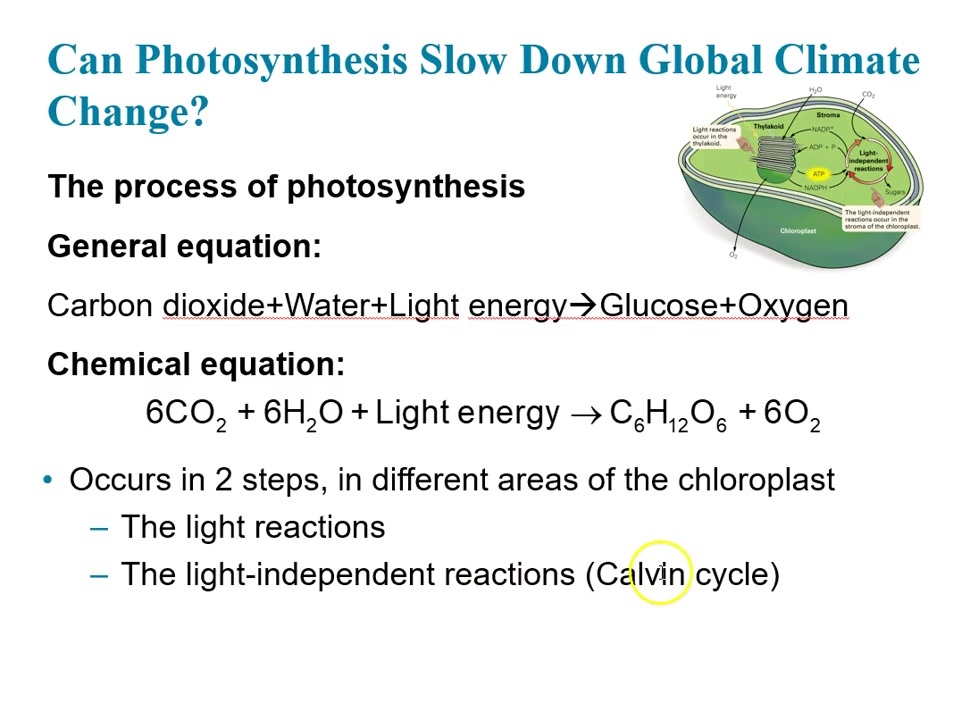 Can Photosynthesis Slow Down Global Climate
Change?
Light
energy
H₂O
CO₂
Light reactions
occur in the
thylakoid.
Thylakoid
Stroma
NADP⁺
ADP + P
ATP
NADPH
Light-
independent
reactions
Sugars
The light-independent
reactions occur in the
stroma of the chloroplast.
Chloroplast
O₂
The process of photosynthesis
General equation:
Carbon dioxide+Water+Light energy→Glucose+Oxygen
Chemical equation:
6CO₂ + 6H₂O + Light energy → C₆H₁₂O₆ + 6O₂
• Occurs in 2 steps, in different areas of the chloroplast
– The light reactions
– The light-independent reactions (Calvin cycle)